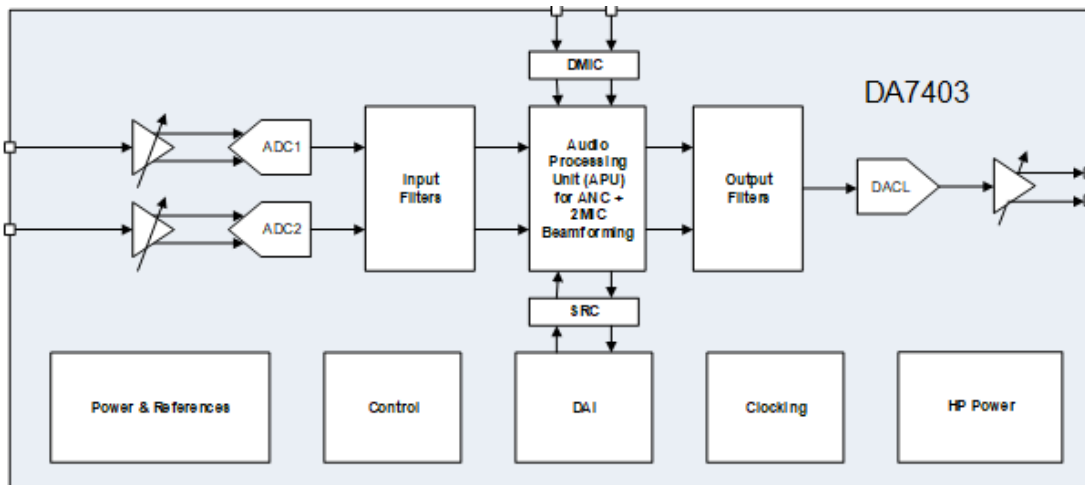 DMIC
DA7403
ADC1
ADC2
Input
Filters
Audio
Processing
Unit (APU)
for ANC +
2MIC
Beamforming
Output
Filters
DACL
SRC
Power & References
Control
DAI
Clocking
HP Power